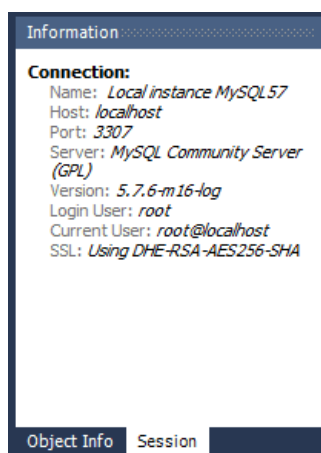 Information
Connection:
Name: Local instance MySQL57
Host: localhost
Port: 3307
Server: MySQL Community Server
(GPL)
Version: 5.7.6-m16-log
Login User: root
Current User: root@localhost
SSL: Using DHE-RSA-AES256-SHA
Object Info Session